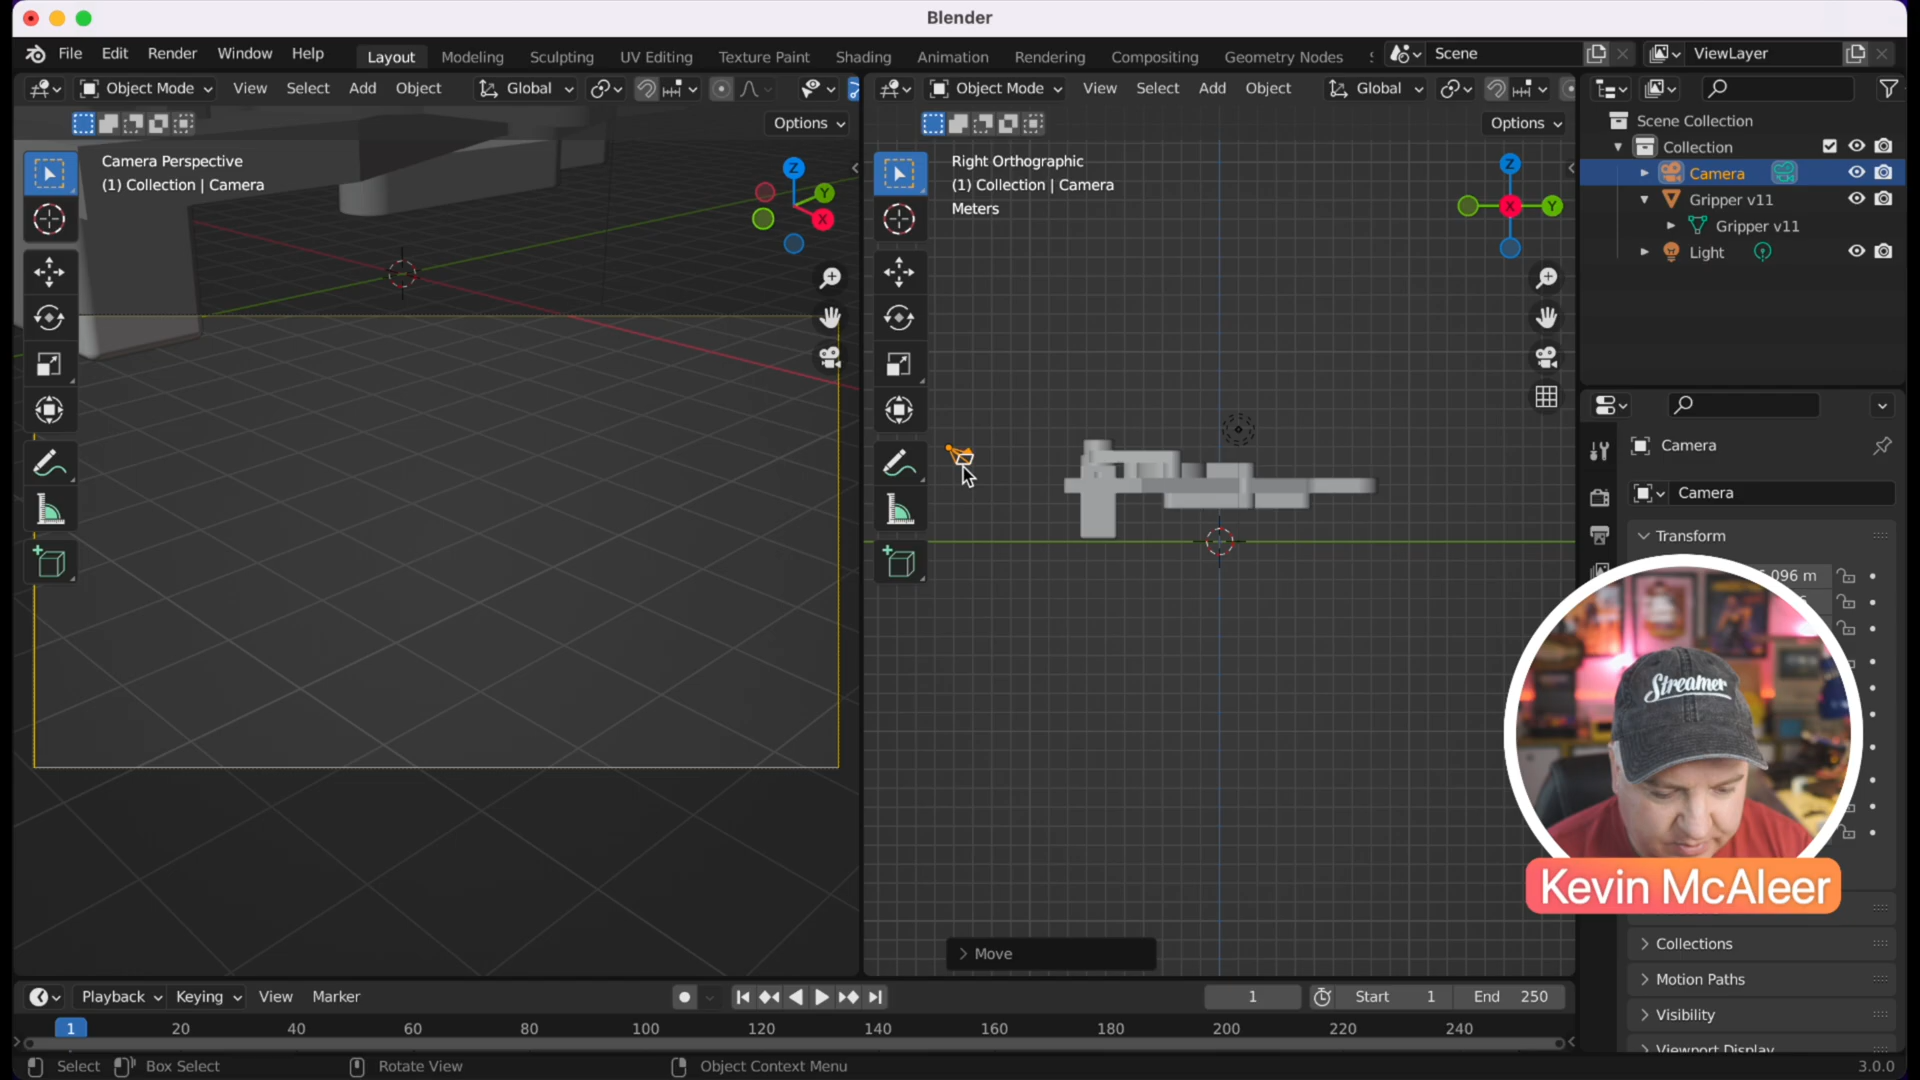 Blender
File Edit Render Window Help Layout Modeling Sculpting UV Editing Texture Paint Shading Animation Rendering Compositing Geometry Nodes Scene ViewLayer
Object Mode View Select Add Object Global
Object Mode View Select Add Object Global
Options
Options
Camera Perspective
(1) Collection | Camera
Z
Y
X
Right Orthographic
(1) Collection | Camera
Meters
Z
X
Y
Scene Collection
Collection
Camera
Gripper v11
Gripper v11
Light
Camera
Camera
Transform
096 m
Streamer
Kevin McAleer
Collections
Motion Paths
Visibility
Viewport Display
Move
Playback Keying View Marker 1 Start 1 End 250
1 20 40 60 80 100 120 140 160 180 200 220 240
Select Box Select Rotate View Object Context Menu 3.0.0